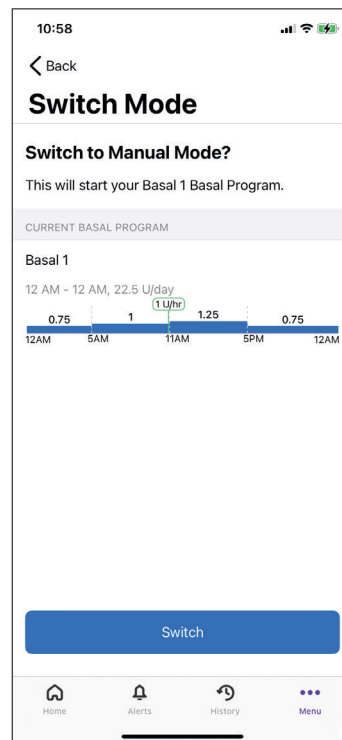 10:58
Back
Switch Mode
Switch to Manual Mode?
This will start your Basal 1 Basal Program.
CURRENT BASAL PROGRAM
Basal 1
12 AM - 12 AM, 22.5 U/day
1 U/hr
0.75 1 1.25 0.75
12AM 5AM 11AM 5PM 12AM
Switch
Home Alerts History Menu